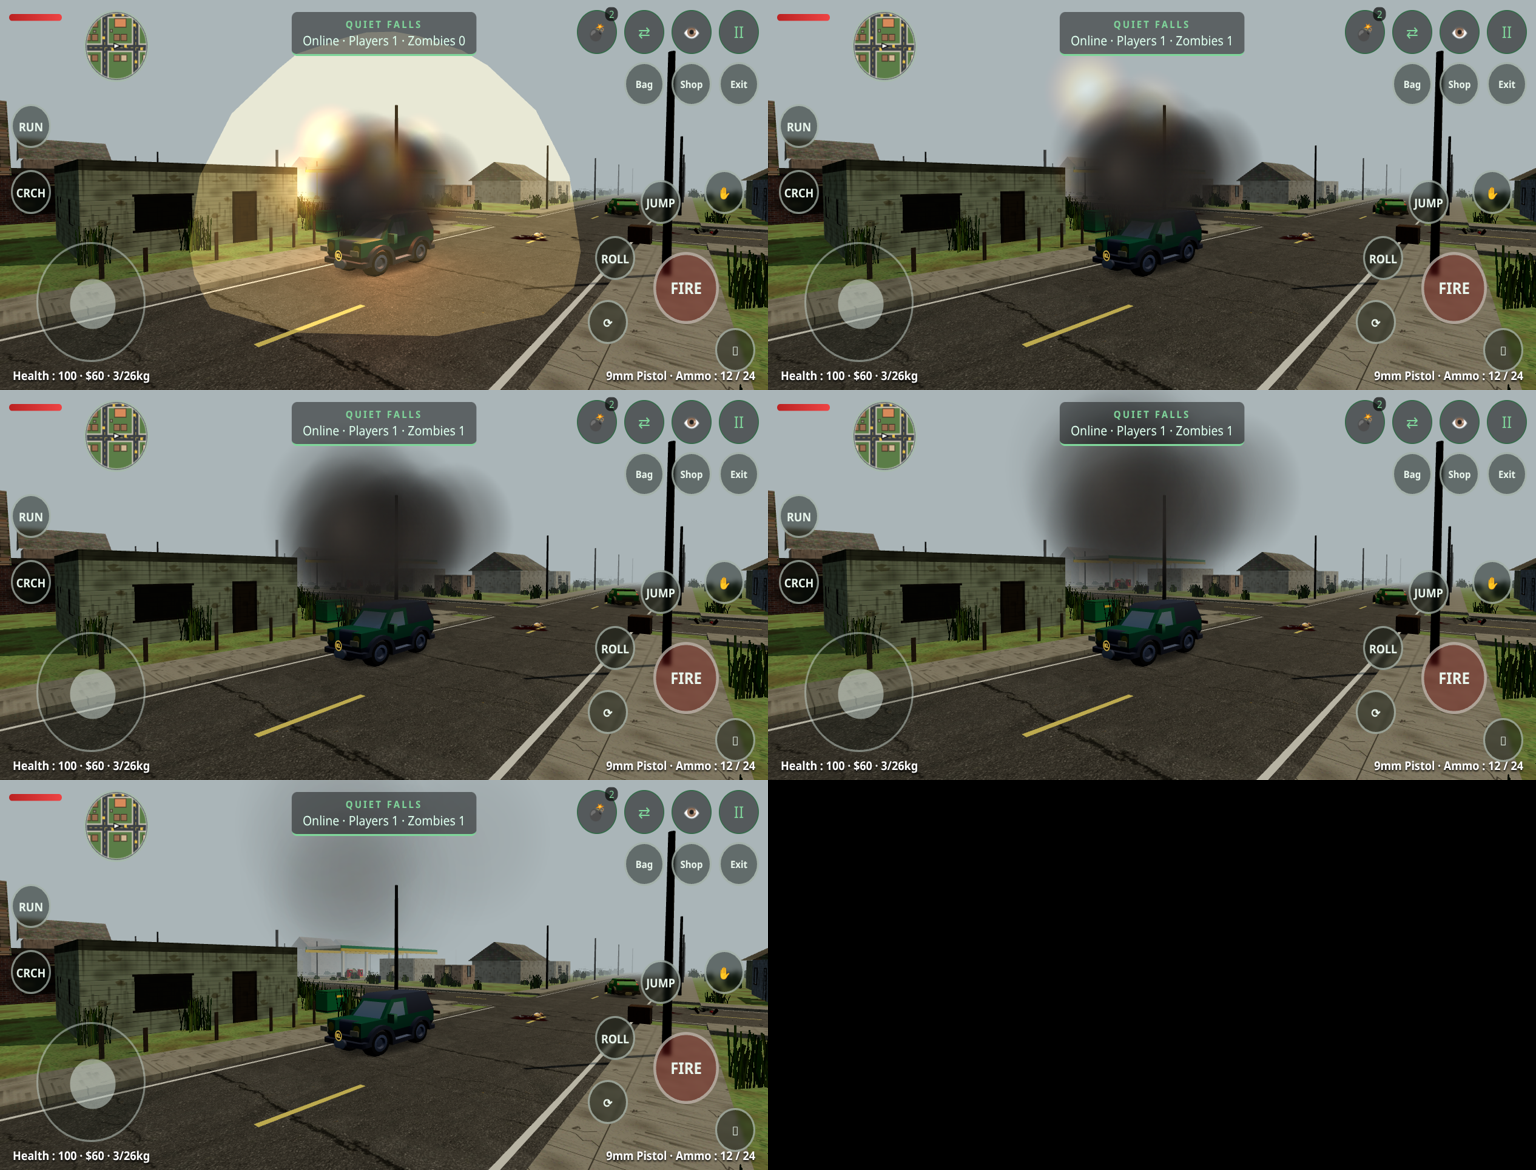 QUIET FALLS
Online · Players 1 · Zombies 0
2
II
Bag
Shop
Exit
RUN
CRCH
JUMP
ROLL
FIRE
Health : 100 · $60 · 3/26kg
9mm Pistol · Ammo : 12 / 24
QUIET FALLS
Online · Players 1 · Zombies 1
2
II
Bag
Shop
Exit
RUN
CRCH
JUMP
ROLL
FIRE
Health : 100 · $60 · 3/26kg
9mm Pistol · Ammo : 12 / 24
QUIET FALLS
Online · Players 1 · Zombies 1
2
II
Bag
Shop
Exit
RUN
CRCH
JUMP
ROLL
FIRE
Health : 100 · $60 · 3/26kg
9mm Pistol · Ammo : 12 / 24
QUIET FALLS
Online · Players 1 · Zombies 1
2
II
Bag
Shop
Exit
RUN
CRCH
JUMP
ROLL
FIRE
Health : 100 · $60 · 3/26kg
9mm Pistol · Ammo : 12 / 24
QUIET FALLS
Online · Players 1 · Zombies 1
2
II
Bag
Shop
Exit
RUN
CRCH
JUMP
ROLL
FIRE
Health : 100 · $60 · 3/26kg
9mm Pistol · Ammo : 12 / 24